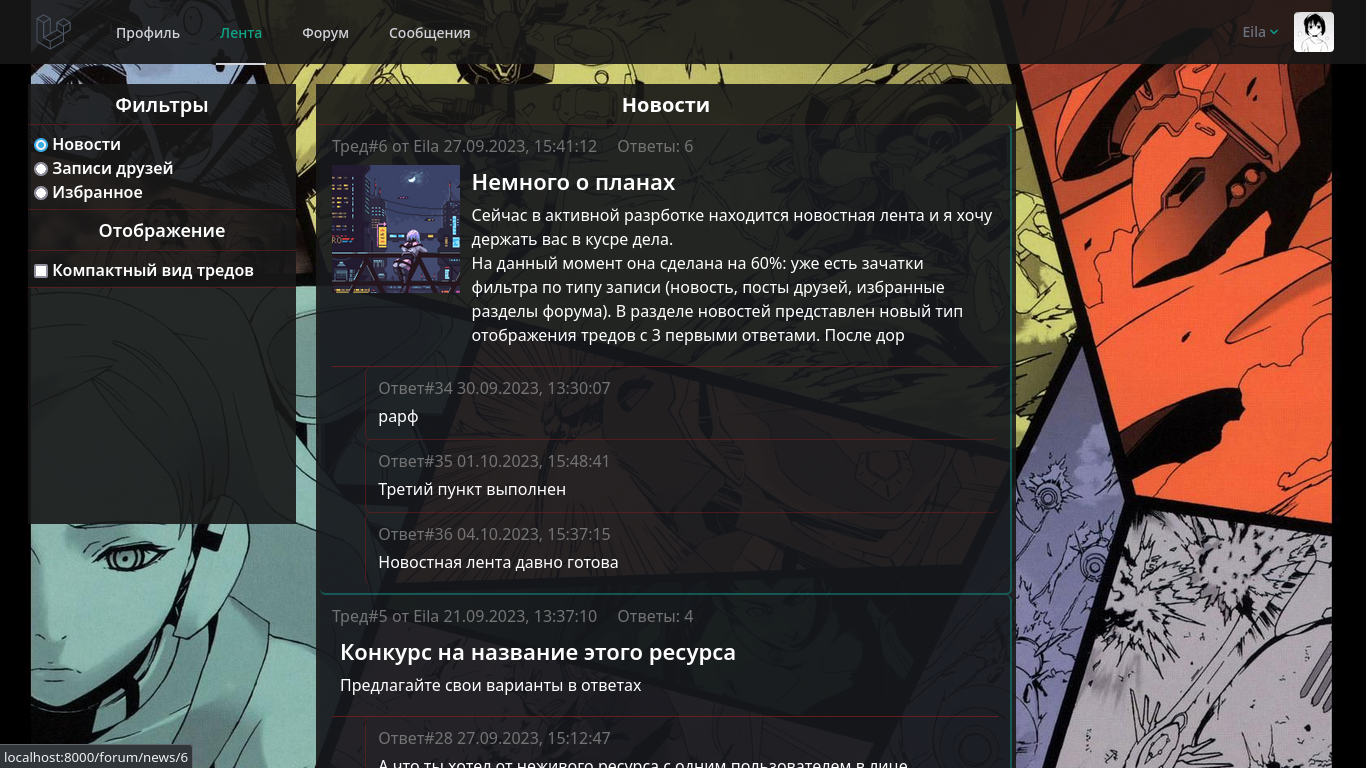 Профиль Лента Форум Сообщения Eila
Фильтры
Новости
Записи друзей
Избранное
Отображение
Компактный вид тредов
Новости
Тред#6 от Eila 27.09.2023, 15:41:12 Ответы: 6
Немного о планах
Сейчас в активной разрботке находится новостная лента и я хочу
держать вас в кусре дела.
На данный момент она сделана на 60%: уже есть зачатки
фильтра по типу записи (новость, посты друзей, избранные
разделы форума). В разделе новостей представлен новый тип
отображения тредов с 3 первыми ответами. После дор
Ответ#34 30.09.2023, 13:30:07
рарф
Ответ#35 01.10.2023, 15:48:41
Третий пункт выполнен
Ответ#36 04.10.2023, 15:37:15
Новостная лента давно готова
Тред#5 от Eila 21.09.2023, 13:37:10 Ответы: 4
Конкурс на название этого ресурса
Предлагайте свои варианты в ответах
Ответ#28 27.09.2023, 15:12:47
А что ты хотел от неживого ресурса с одним пользователем в лице
localhost:8000/forum/news/6